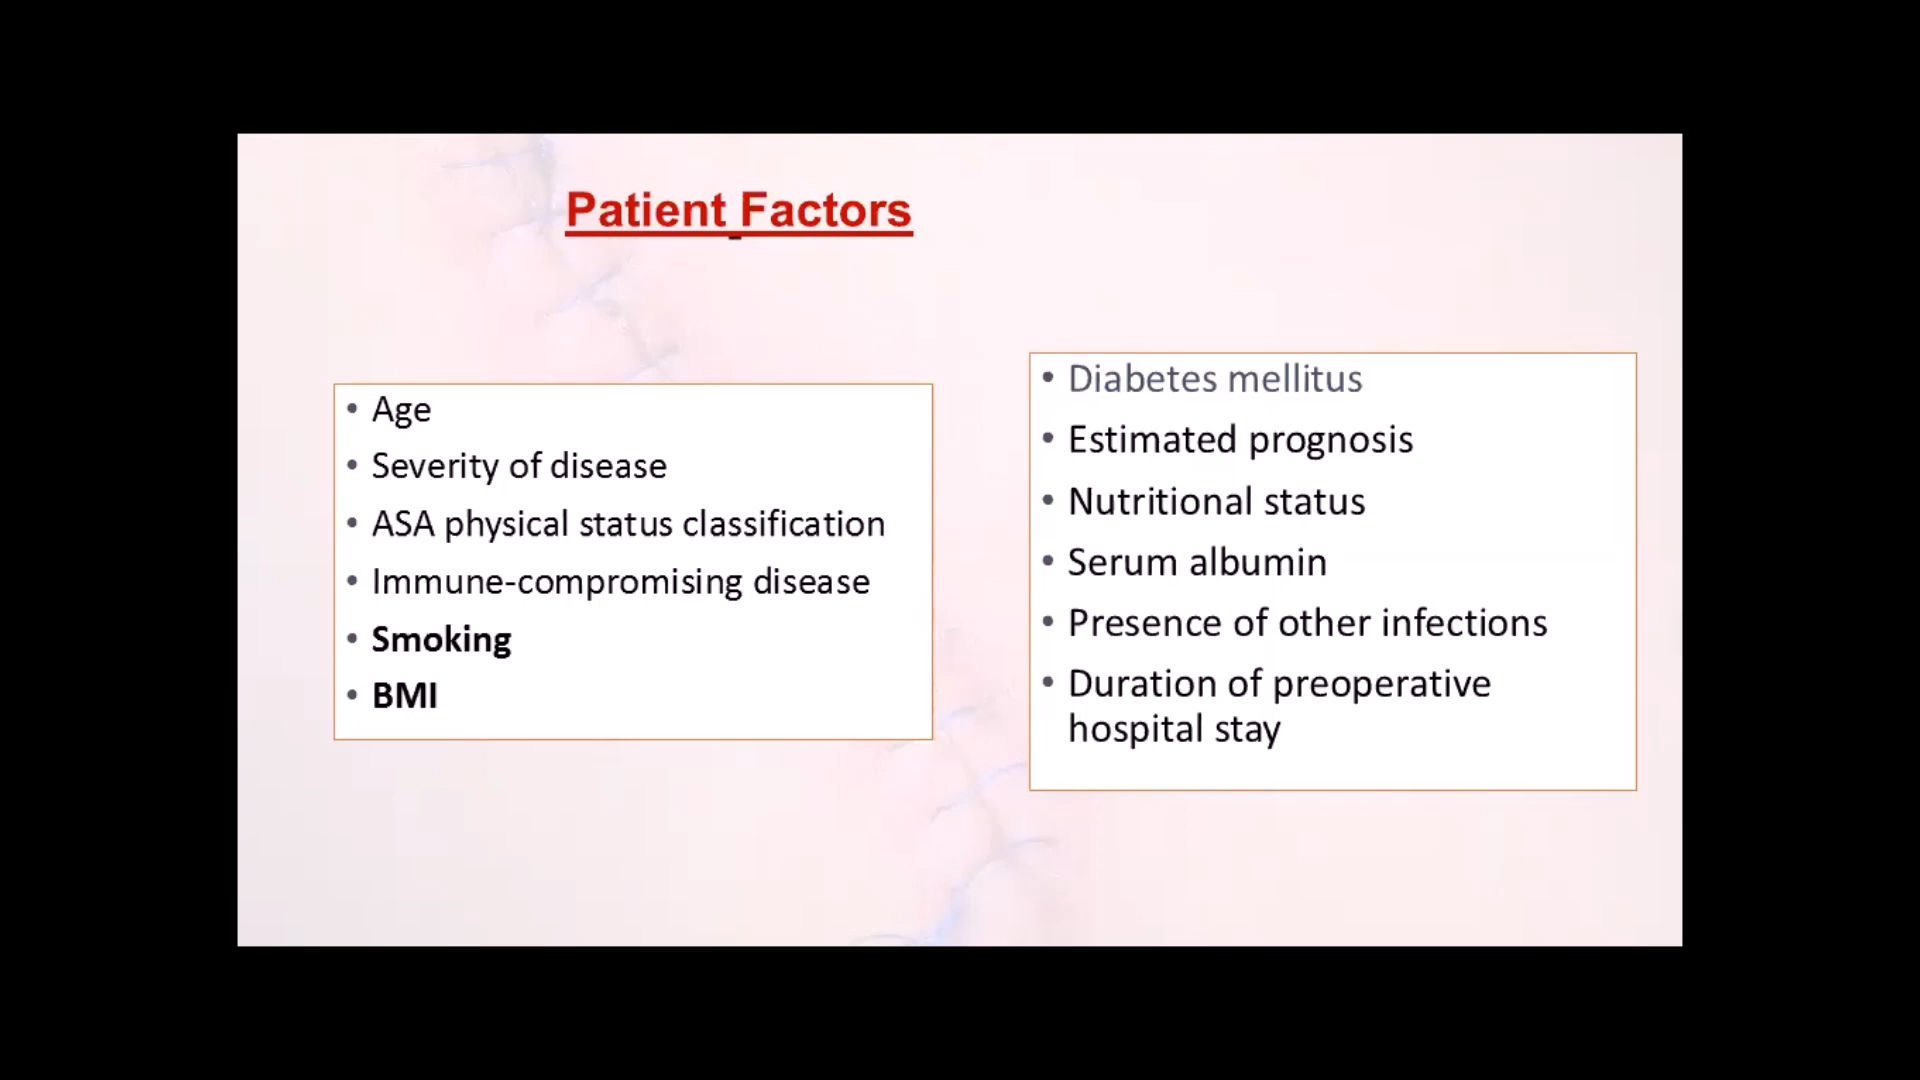 Patient Factors
• Age
• Severity of disease
• ASA physical status classification
• Immune-compromising disease
• Smoking
• BMI
• Diabetes mellitus
• Estimated prognosis
• Nutritional status
• Serum albumin
• Presence of other infections
• Duration of preoperative
hospital stay